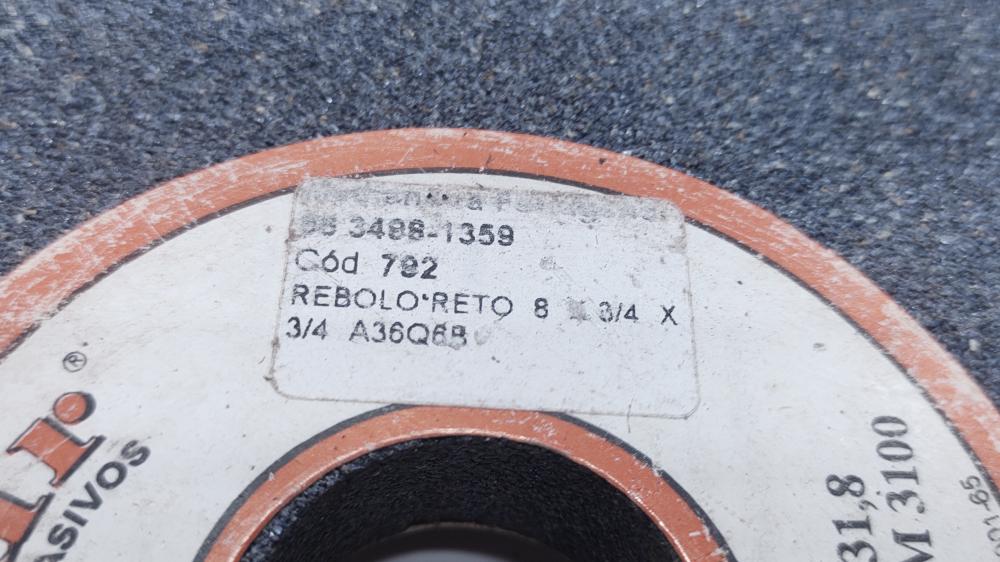 3488-1359
Cód 792
REBOLO RETO 8 X 3/4 X
3/4 A36Q6B
®
ASIVOS
31,8
M 3100